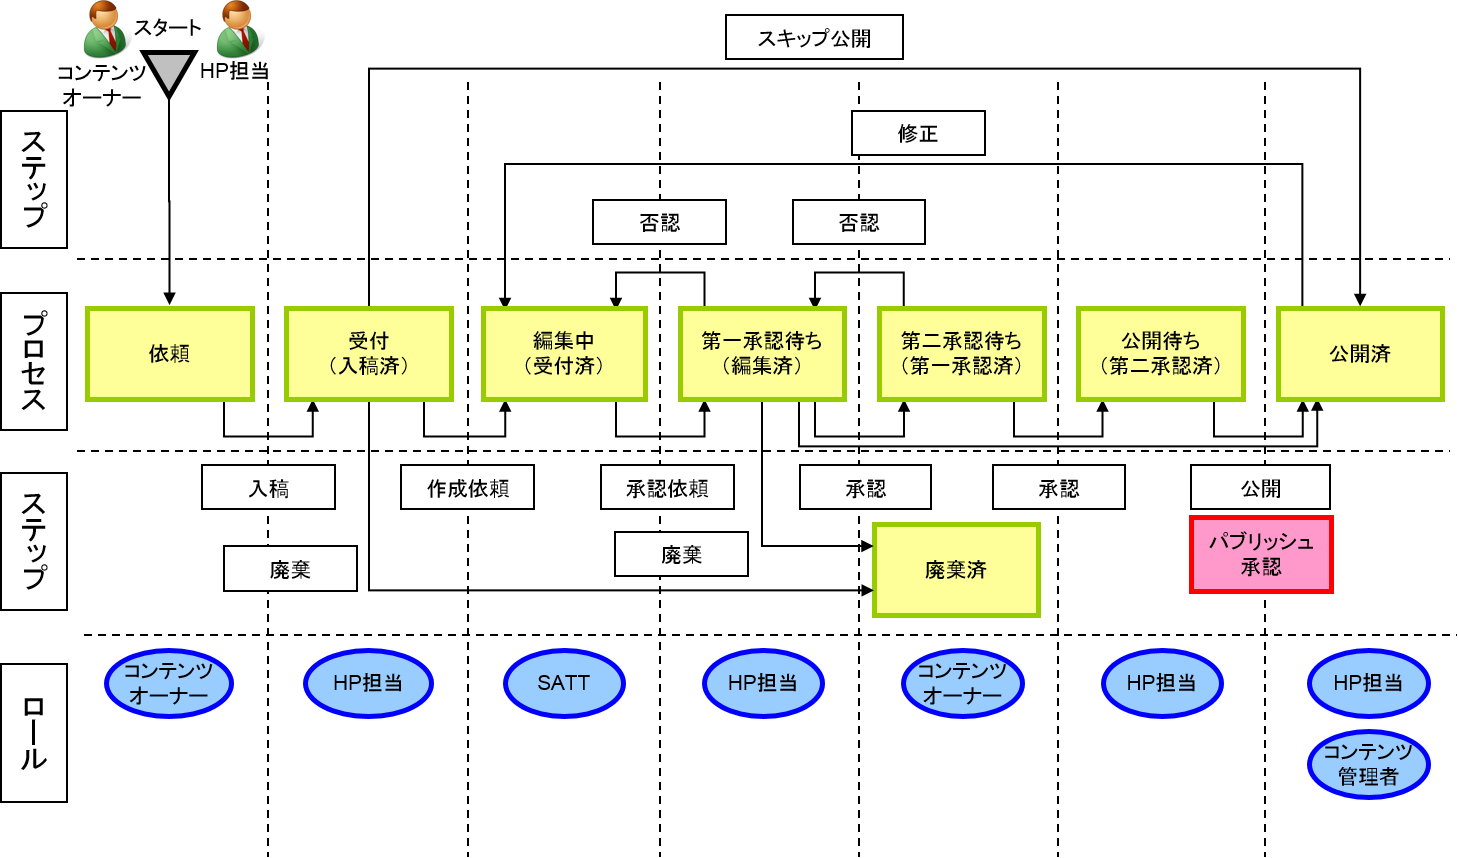 スタート
コンテンツ
オーナー
HP担当
スキップ公開
ステップ
修正
否認
否認
プロセス
依頼
受付
（入稿済）
編集中
（受付済）
第一承認待ち
（編集済）
第二承認待ち
（第一承認済）
公開待ち
（第二承認済）
公開済
ステップ
入稿
作成依頼
承認依頼
承認
承認
公開
廃棄
廃棄
廃棄済
パブリッシュ
承認
ロール
コンテンツ
オーナー
HP担当
SATT
HP担当
コンテンツ
オーナー
HP担当
HP担当
コンテンツ
管理者